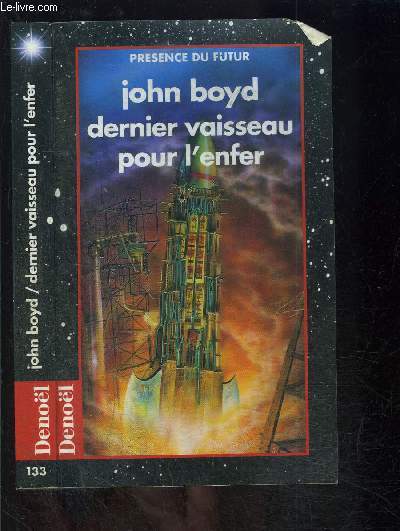 Le-livre.com
PRESENCE DU FUTUR
john boyd
dernier vaisseau
pour l'enfer
john boyd / dernier vaisseau pour l'enfer
Denoël
Denoël
133